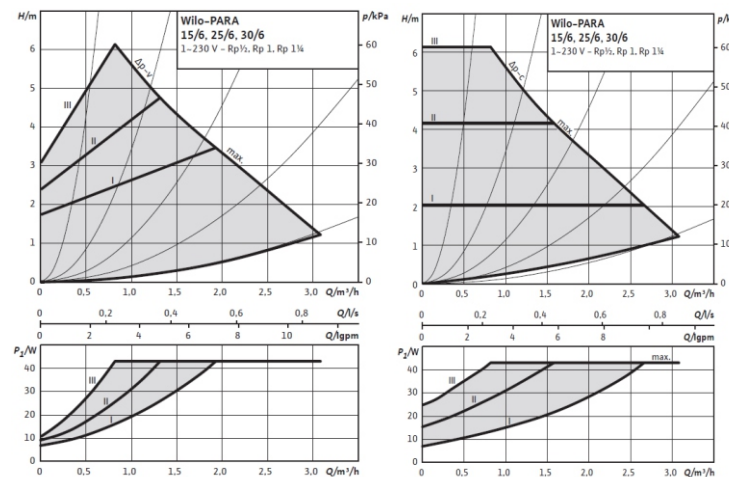 H/m
p/kPa
Wilo-PARA
15/6, 25/6, 30/6
1~230 V - Rp½, Rp 1, Rp 1¼
6
5
4
3
2
1
0
60
50
40
30
20
10
0
Δp-v
III
II
I
max.
0 0,5 1,0 1,5 2,0 2,5 3,0 Q/m³/h
0 0,2 0,4 0,6 0,8 Q/l/s
0 2 4 6 8 10 Q/Igpm
P₁/W
40
30
20
10
0
III
II
I
0 0,5 1,0 1,5 2,0 2,5 3,0 Q/m³/h
H/m
p/kPa
Wilo-PARA
15/6, 25/6, 30/6
1~230 V - Rp½, Rp 1, Rp 1¼
6
5
4
3
2
1
0
60
50
40
30
20
10
0
III
Δp-c
II
max.
I
0 0,5 1,0 1,5 2,0 2,5 3,0 Q/m³/h
0 0,2 0,4 0,6 0,8 Q/l/s
0 2 4 6 8 Q/Igpm
P₁/W
40
30
20
10
0
max.
III
II
I
0 0,5 1,0 1,5 2,0 2,5 3,0 Q/m³/h